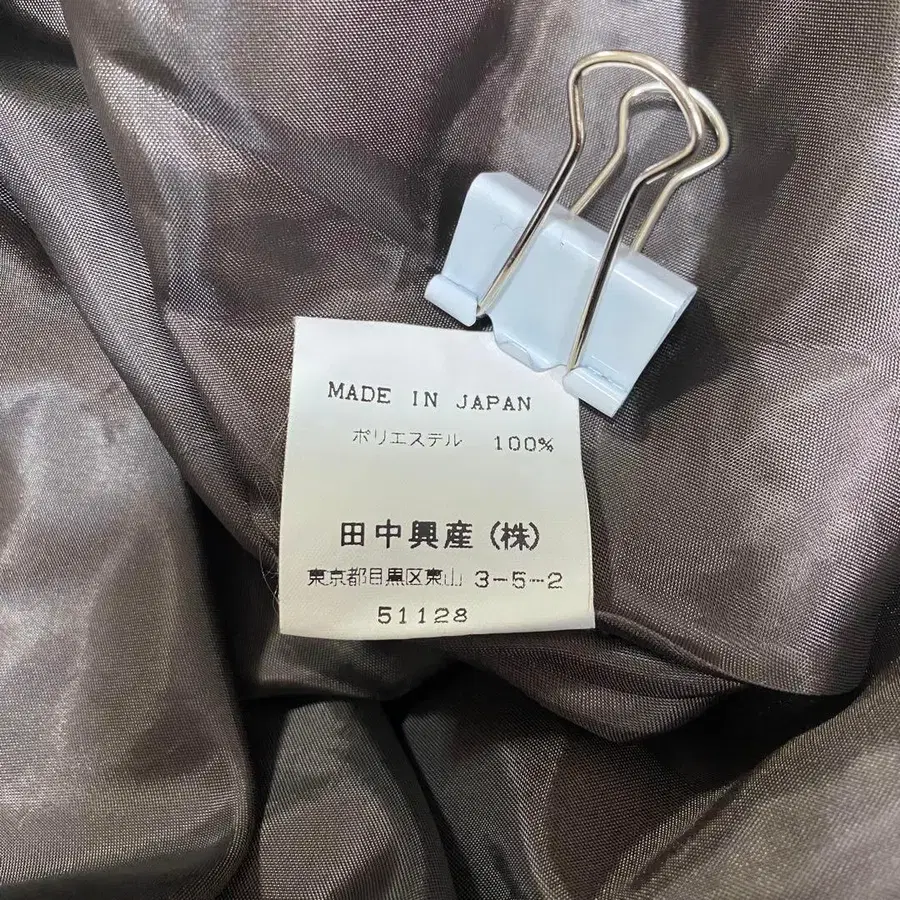 MADE IN JAPAN
ポリエステル 100%
田中興産(株)
東京都目黒区東山 3-5-2
51128